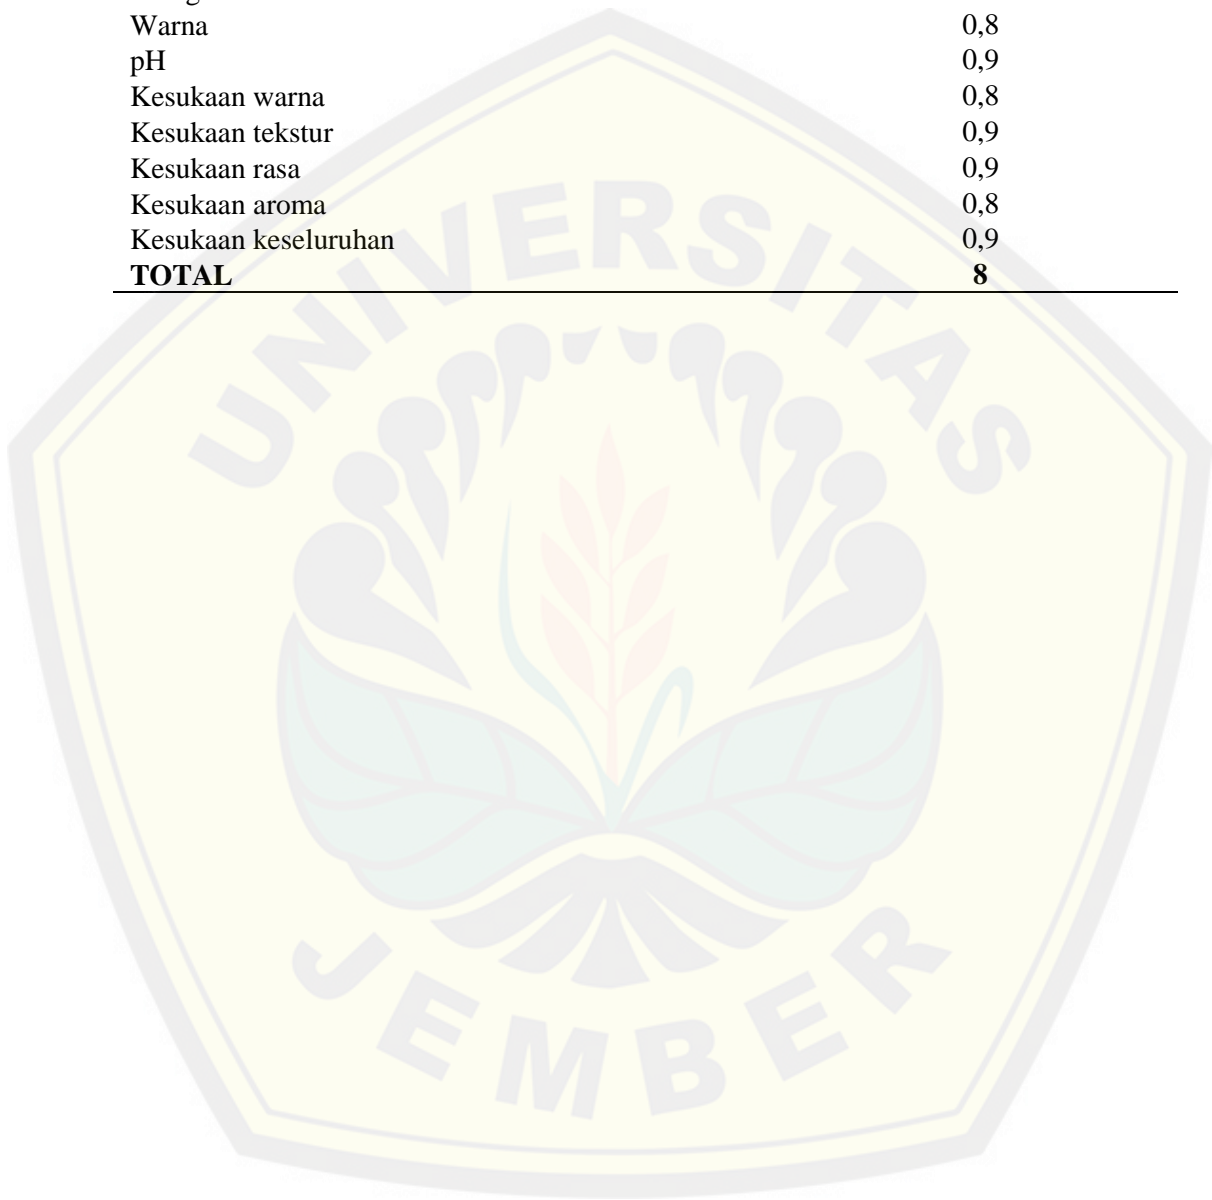 Warna 0,8
pH 0,9
Kesukaan warna 0,8
Kesukaan tekstur 0,9
Kesukaan rasa 0,9
Kesukaan aroma 0,8
Kesukaan keseluruhan 0,9
TOTAL 8
UNIVERSITAS
JEMBER